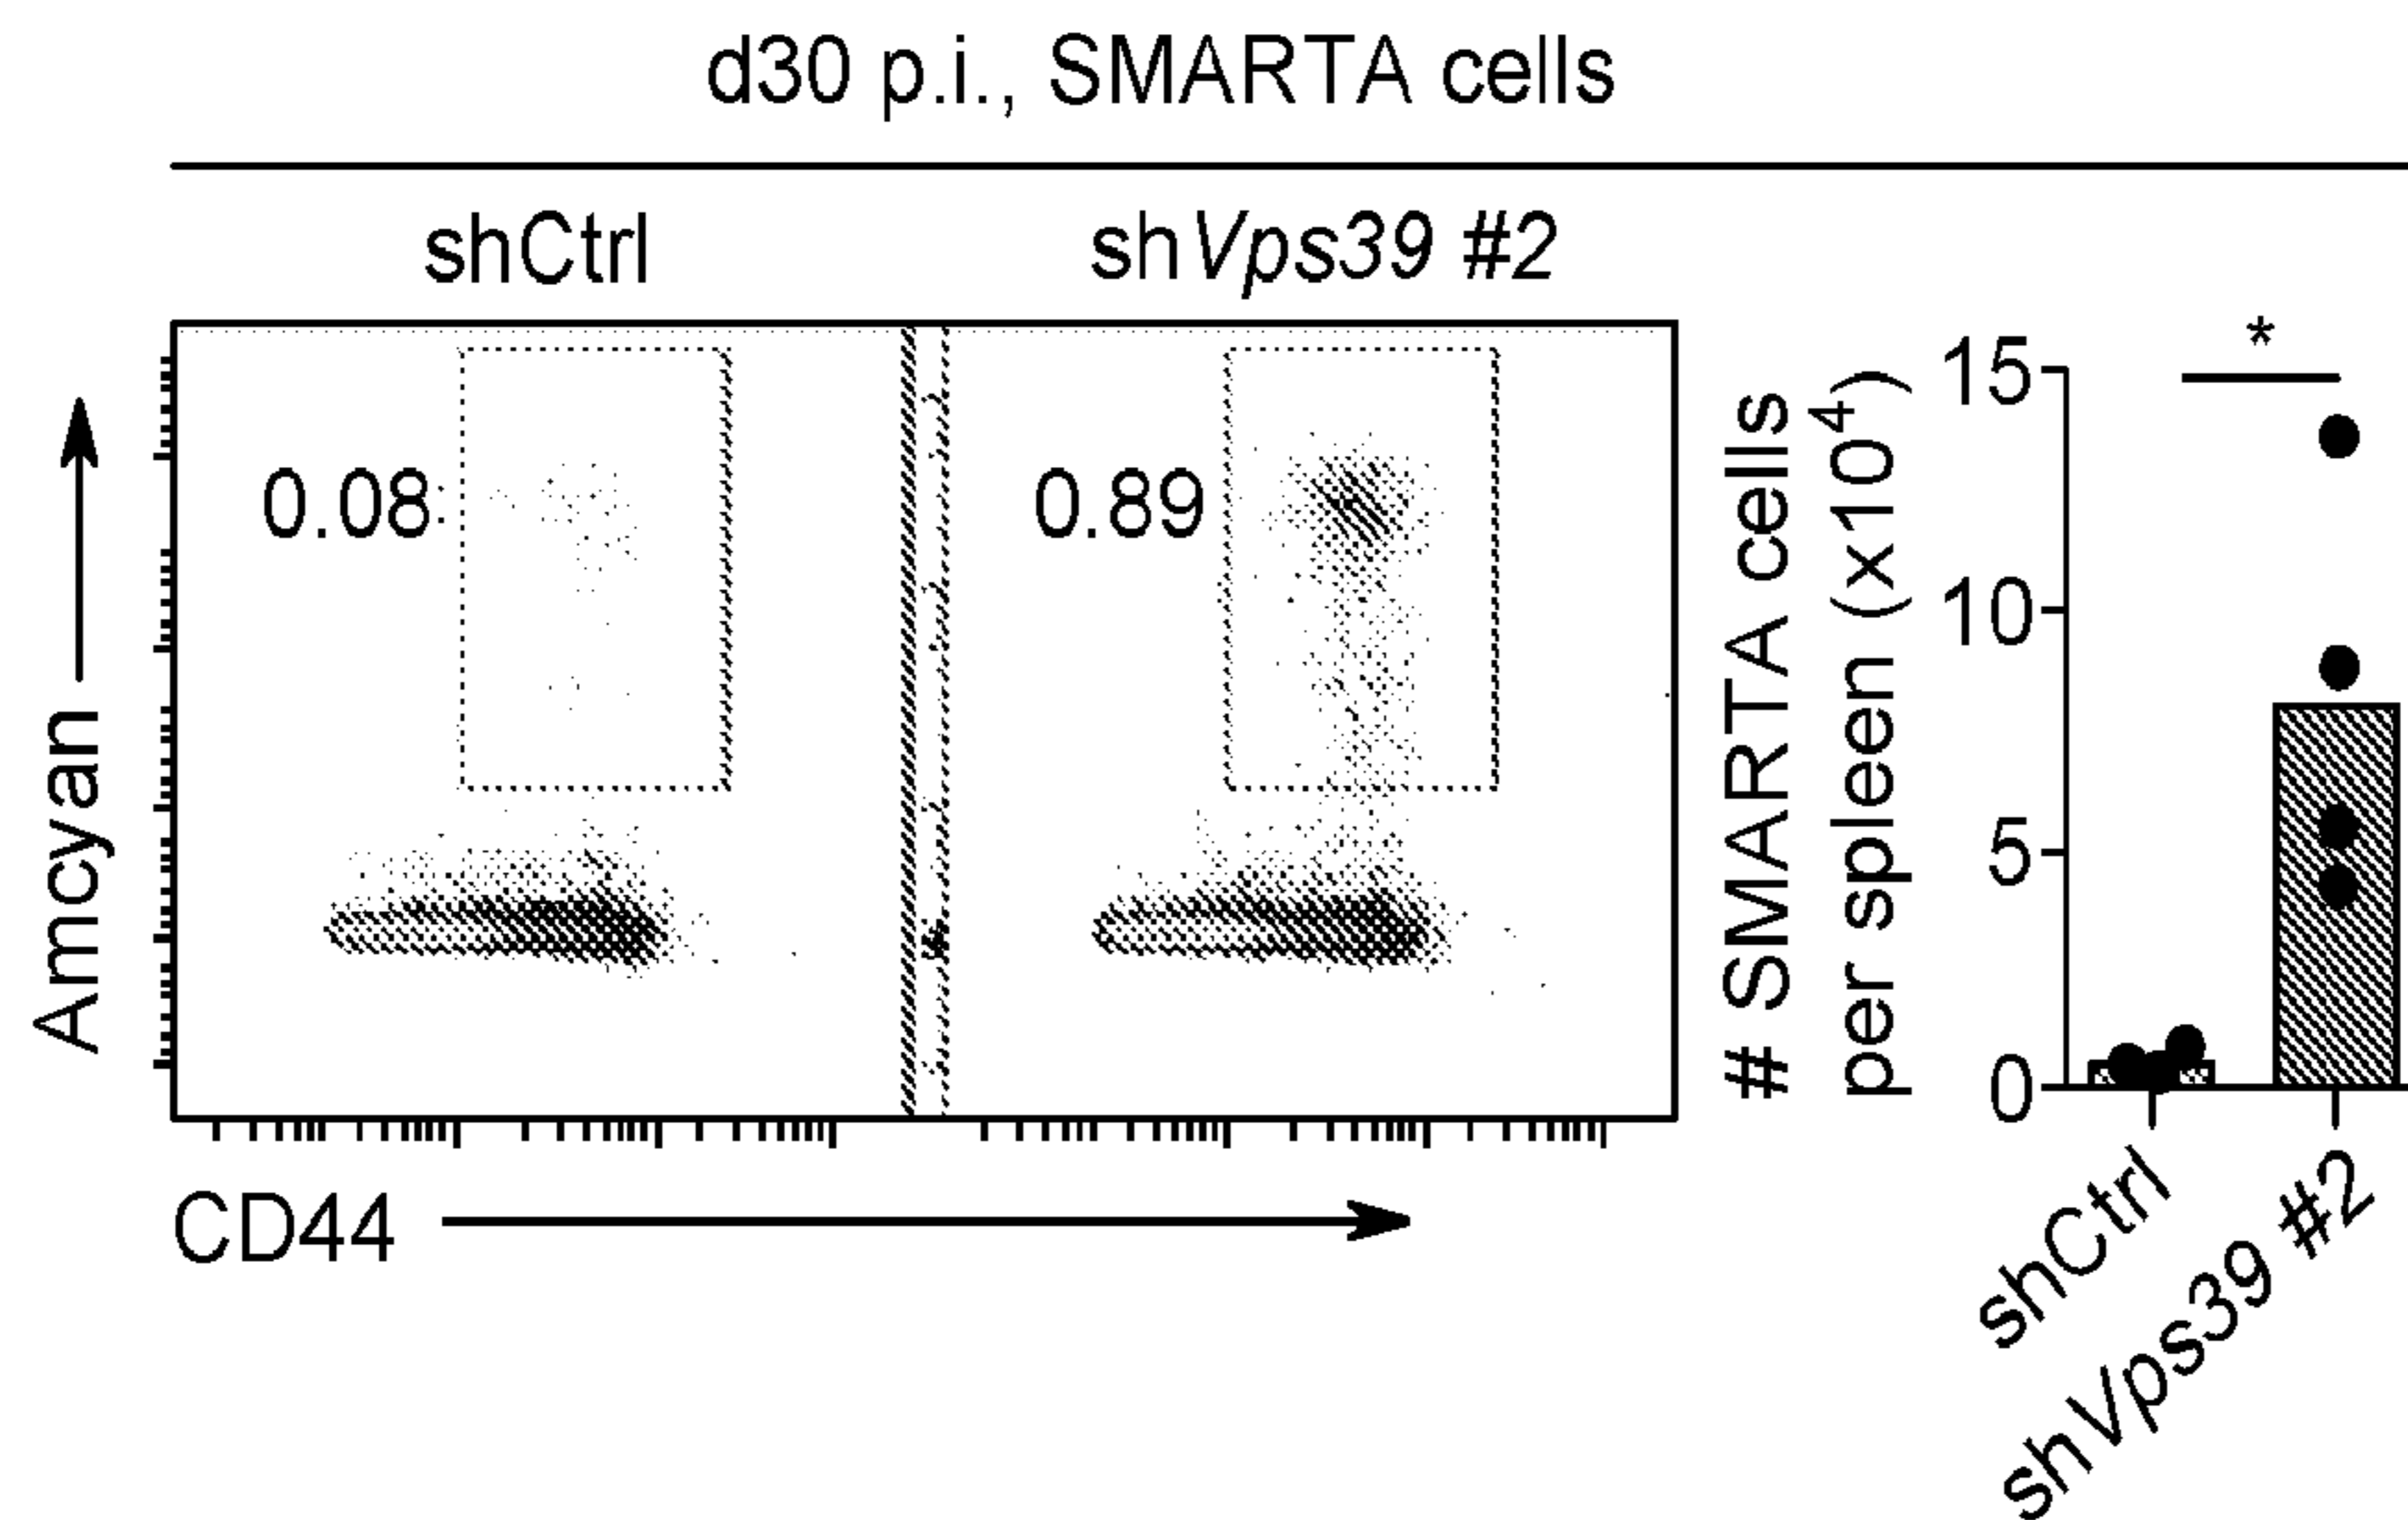 d30 p.i., SMARTA cells
shCtrl
shVps39 #2
Amcyan
0.08
0.89
CD44
# SMARTA cells
per spleen (x10⁴)
15
10
5
0
*
shCtrl
shVps39 #2